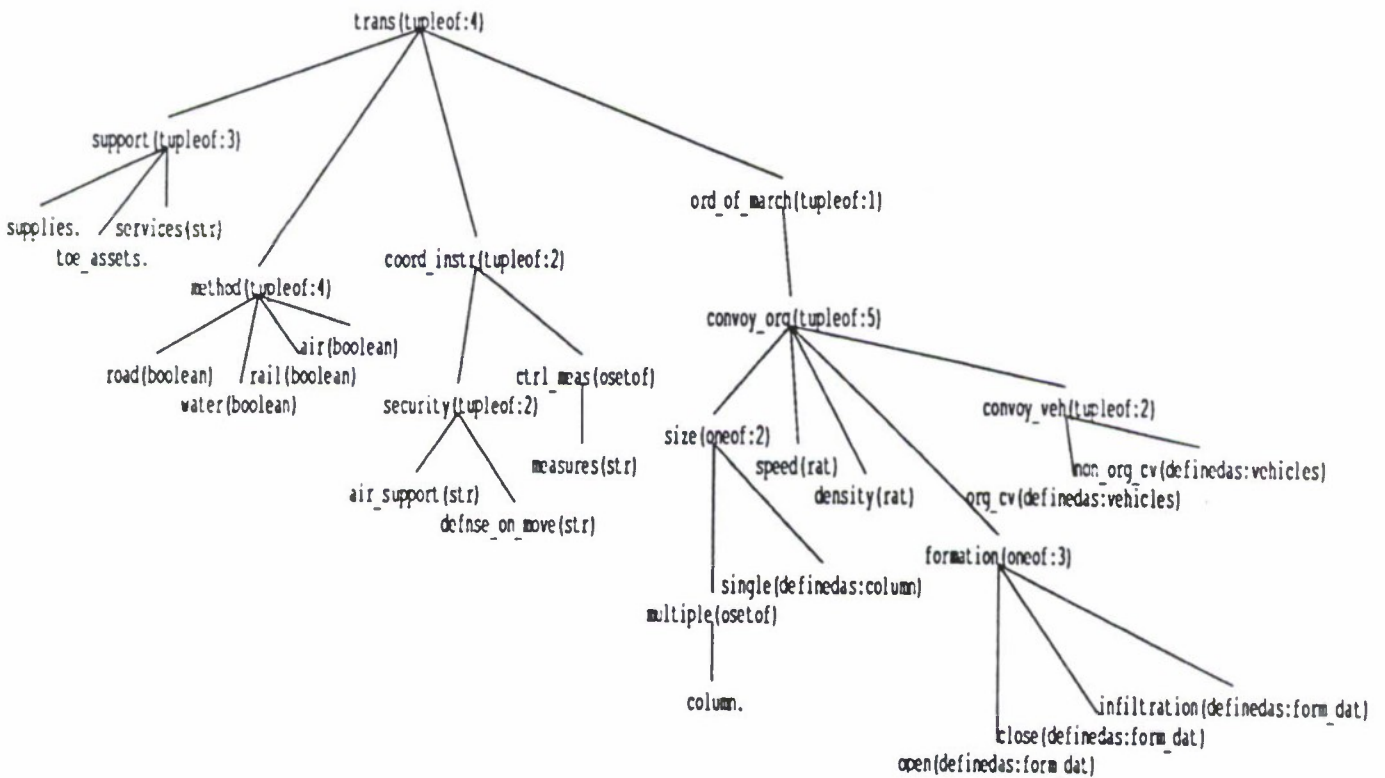 trans(tupleof:4)
support(tupleof:3)
supplies.
toe_assets.
services(str)
method(tupleof:4)
road(boolean)
water(boolean)
rail(boolean)
air(boolean)
coord_instr(tupleof:2)
security(tupleof:2)
air_support(str)
defnse_on_move(str)
ctrl_meas(osetof)
measures(str)
ord_of_march(tupleof:1)
convoy_org(tupleof:5)
size(oneof:2)
multiple(osetof)
column.
single(definedas:column)
speed(rat)
density(rat)
formation(oneof:3)
open(definedas:form_dat)
close(definedas:form_dat)
infiltration(definedas:form_dat)
convoy_veh(tupleof:2)
org_cv(definedas:vehicles)
non_org_cv(definedas:vehicles)